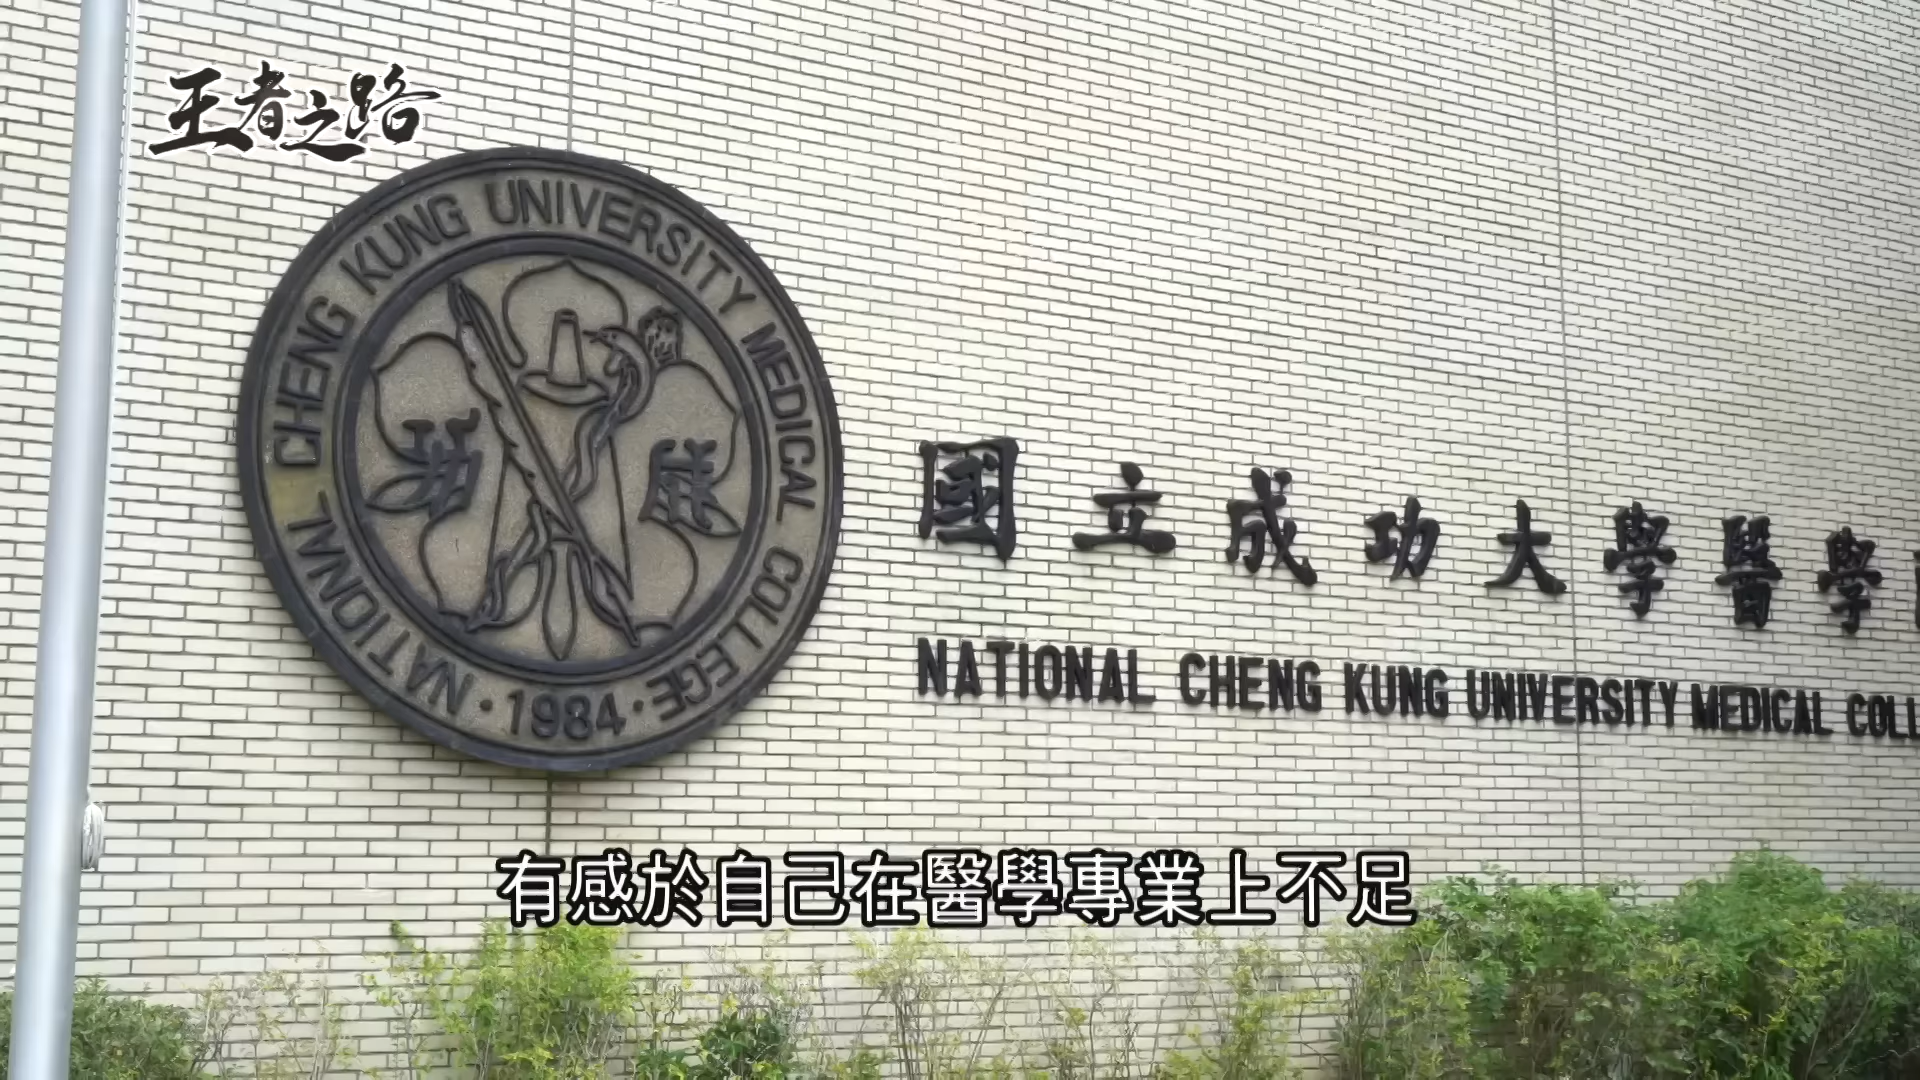 王者之路
NATIONAL CHENG KUNG UNIVERSITY MEDICAL COLLEGE
功 成
·1984·
國立成功大學醫學
NATIONAL CHENG KUNG UNIVERSITY MEDICAL COLL
有感於自己在醫學專業上不足